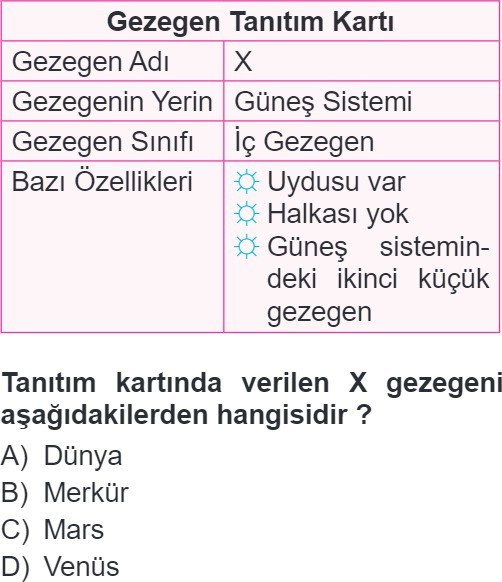 Gezegen Tanıtım Kartı
Gezegen Adı X
Gezegenin Yerin Güneş Sistemi
Gezegen Sınıfı İç Gezegen
Bazı Özellikleri Uydusu var
Halkası yok
Güneş sistemin-
deki ikinci küçük
gezegen
Tanıtım kartında verilen X gezegeni
aşağıdakilerden hangisidir ?
A) Dünya
B) Merkür
C) Mars
D) Venüs